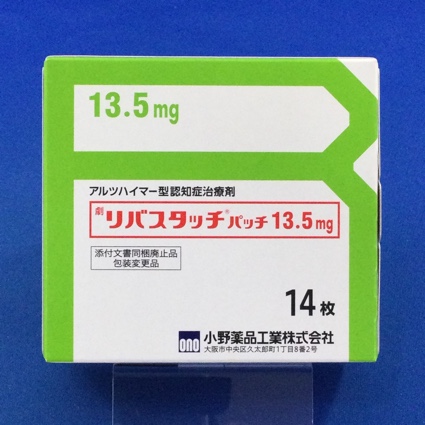 13.5mg
アルツハイマー型認知症治療剤
劇 リバスタッチ®パッチ 13.5mg
添付文書同梱廃止品
包装変更品
14枚
ono 小野薬品工業株式会社
大阪市中央区久太郎町1丁目8番2号